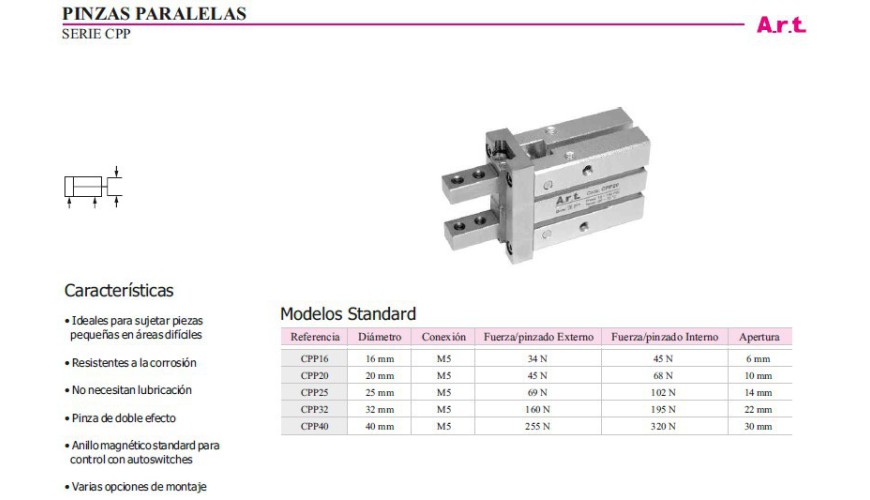 PINZAS PARALELAS
SERIE CPP
A.r.t.
A.r.t.
Características
• Ideales para sujetar piezas
pequeñas en áreas difíciles
• Resistentes a la corrosión
• No necesitan lubricación
• Pinza de doble efecto
• Anillo magnético standard para
control con autoswitches
• Varias opciones de montaje
Modelos Standard
Referencia Diámetro Conexión Fuerza/pinzado Externo Fuerza/pinzado Interno Apertura
CPP16 16 mm M5 34 N 45 N 6 mm
CPP20 20 mm M5 45 N 68 N 10 mm
CPP25 25 mm M5 69 N 102 N 14 mm
CPP32 32 mm M5 160 N 195 N 22 mm
CPP40 40 mm M5 255 N 320 N 30 mm